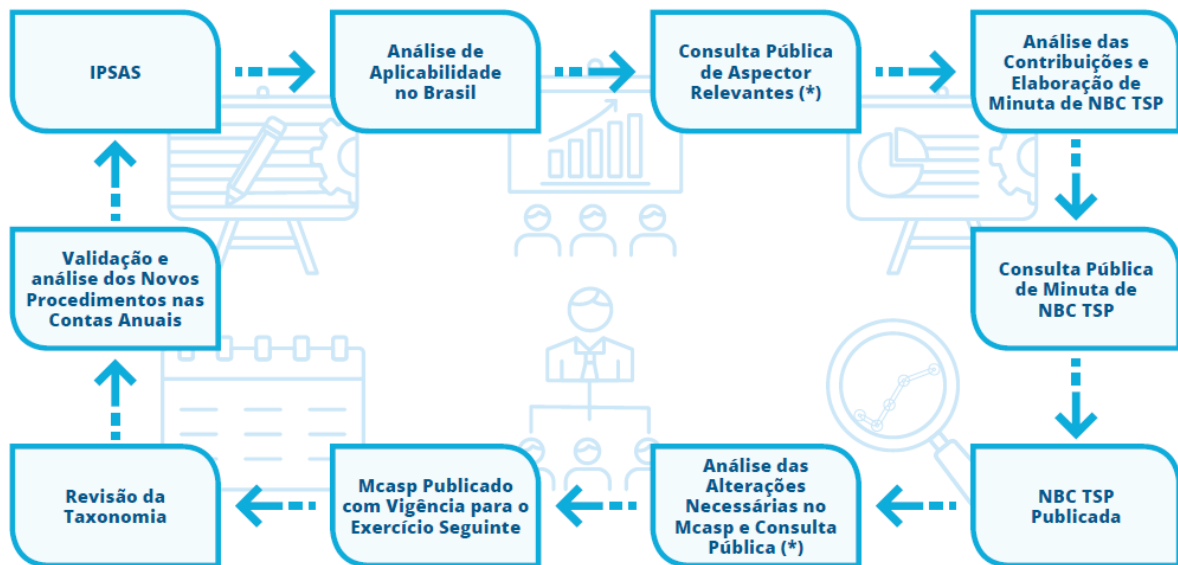 IPSAS
Análise de
Aplicabilidade
no Brasil
Consulta Pública
de Aspector
Relevantes (*)
Análise das
Contribuições e
Elaboração de
Minuta de NBC TSP
Consulta Pública
de Minuta de
NBC TSP
NBC TSP
Publicada
Análise das
Alterações
Necessárias no
Mcasp e Consulta
Pública (*)
Mcasp Publicado
com Vigência para o
Exercício Seguinte
Revisão da
Taxonomia
Validação e
análise dos Novos
Procedimentos nas
Contas Anuais